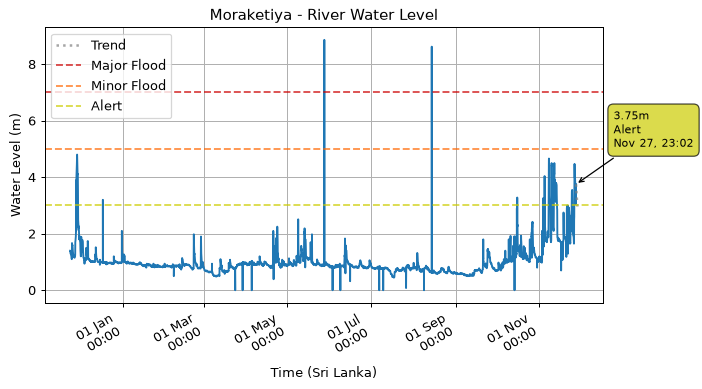 Moraketiya - River Water Level
Trend
Major Flood
Minor Flood
Alert
Water Level (m)
8
6
4
2
0
3.75m
Alert
Nov 27, 23:02
01 Jan
00:00
01 Mar
00:00
01 May
00:00
01 Jul
00:00
01 Sep
00:00
01 Nov
00:00
Time (Sri Lanka)